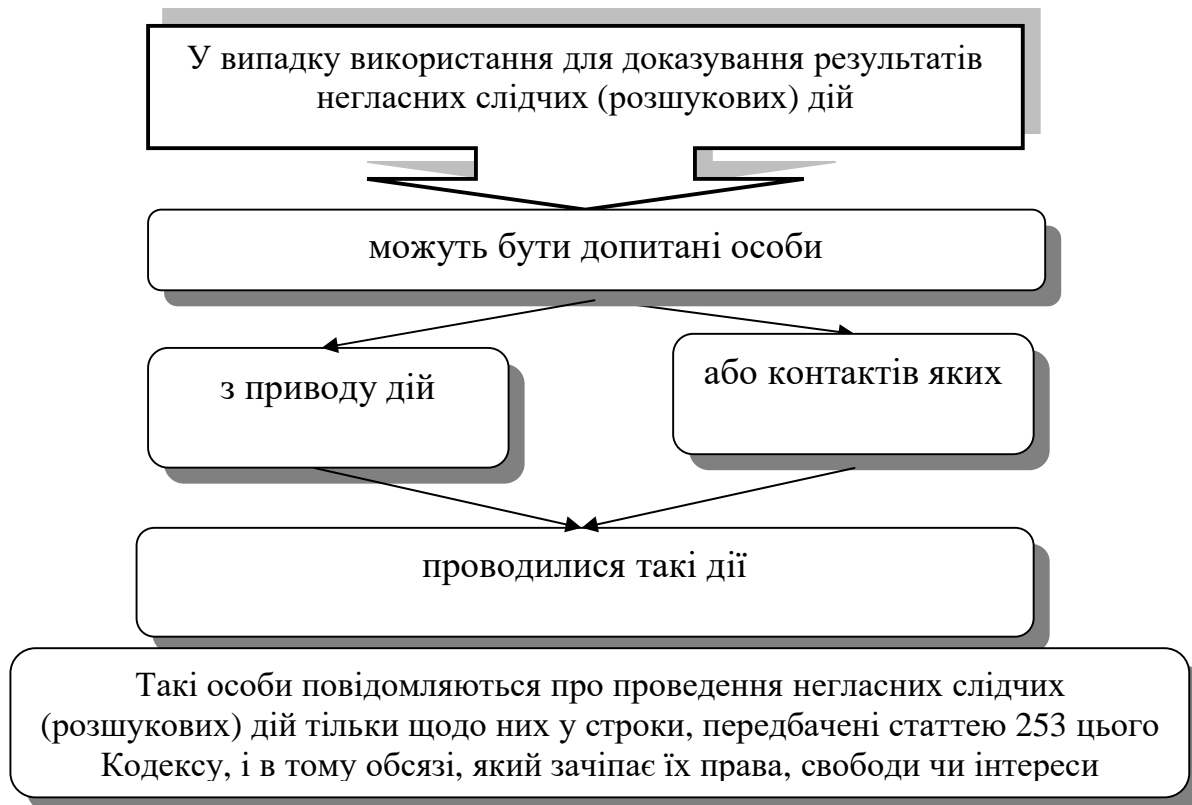 У випадку використання для доказування результатів
негласних слідчих (розшукових) дій
можуть бути допитані особи
з приводу дій
або контактів яких
проводилися такі дії
Такі особи повідомляються про проведення негласних слідчих
(розшукових) дій тільки щодо них у строки, передбачені статтею 253 цього
Кодексу, і в тому обсязі, який зачіпає їх права, свободи чи інтереси